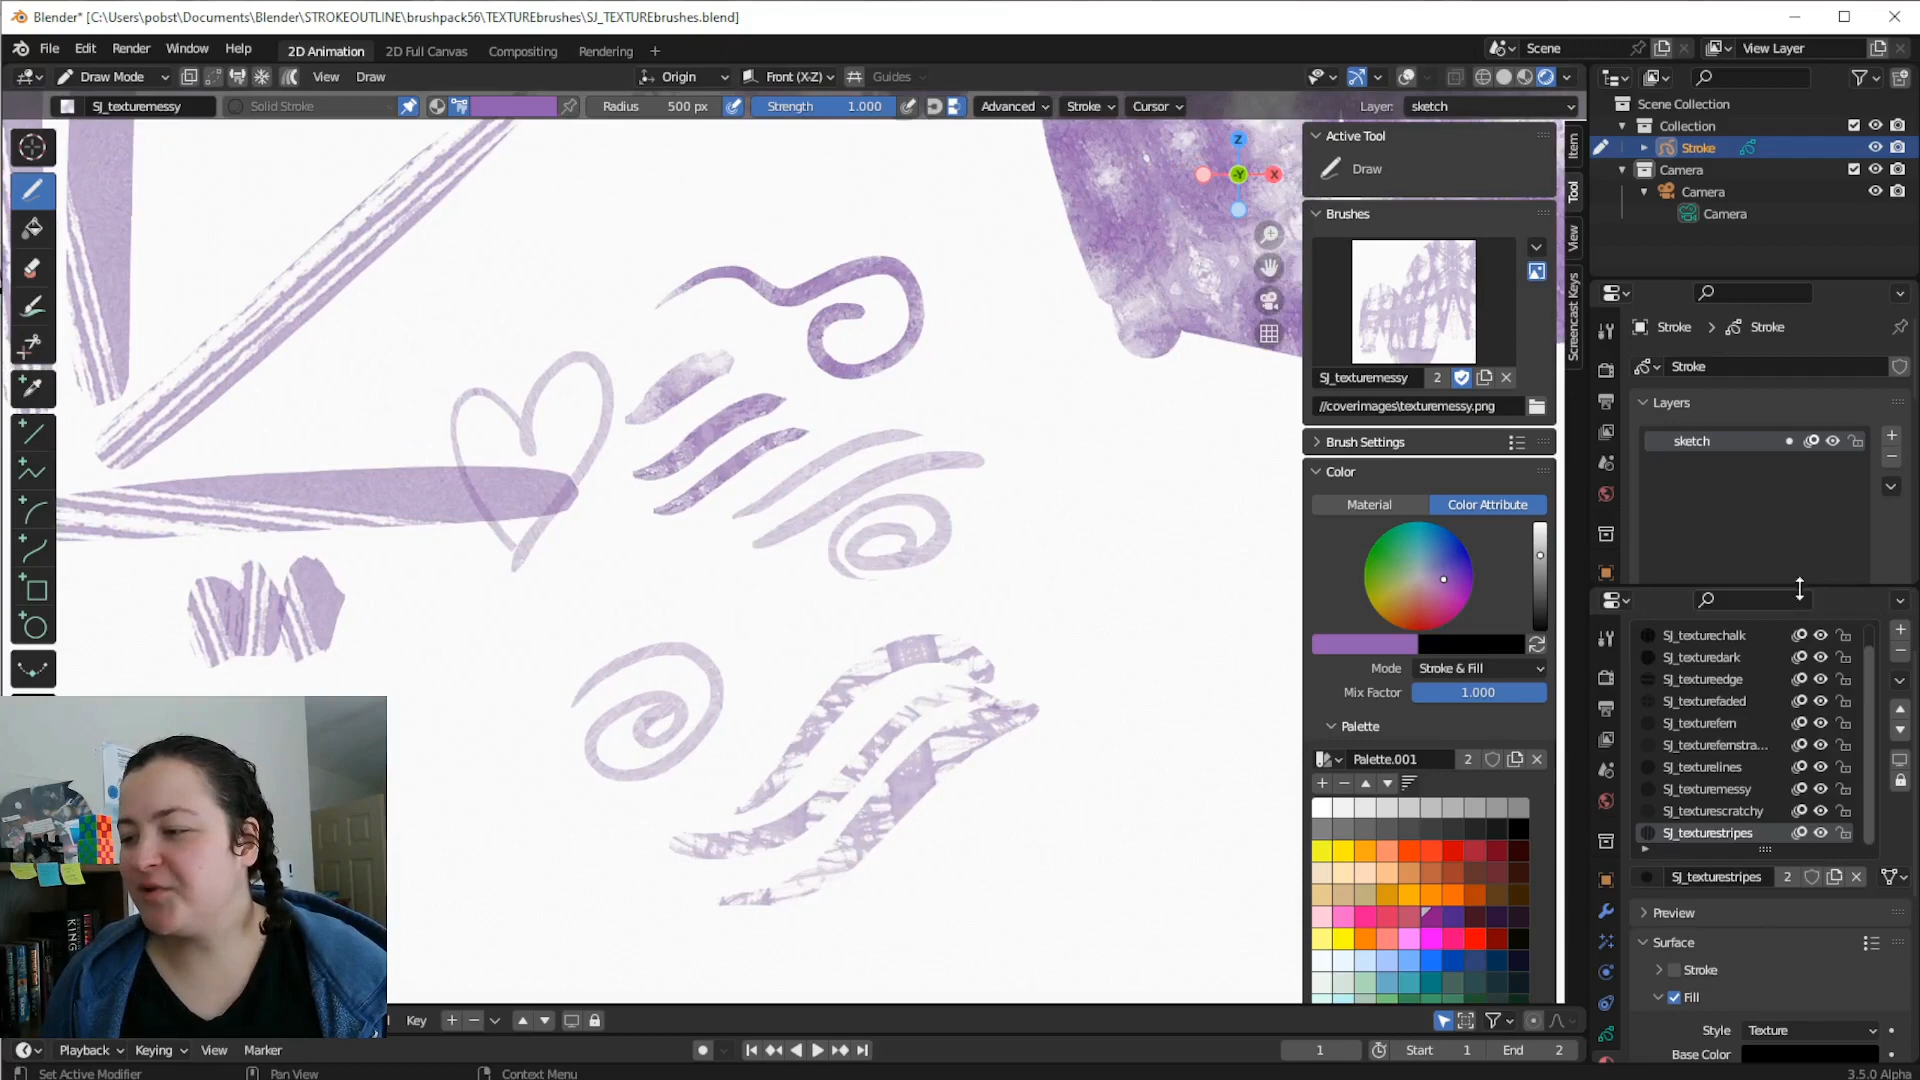 Blender* [C:\Users\pobst\Documents\Blender\STROKEOUTLINE\brushpack56\TEXTUREbrushes\SJ_TEXTUREbrushes.blend]
File Edit Render Window Help 2D Animation 2D Full Canvas Compositing Rendering + Scene View Layer
Draw Mode View Draw Origin Front (X-Z) Guides
SJ_texturemessy Solid Stroke Radius 500 px Strength 1.000 Advanced Stroke Cursor Layer: sketch
Z
X
-Y
Item
Tool
View
Screencast Keys
Active Tool
Draw
Brushes
SJ_texturemessy 2
//coverimages\texturemessy.png
Brush Settings
Color
Material Color Attribute
Mode Stroke & Fill
Mix Factor 1.000
Palette
Palette.001 2
Scene Collection
Collection
Stroke
Camera
Camera
Camera
Stroke > Stroke
Stroke
Layers
sketch
SJ_texturechalk
SJ_texturedark
SJ_textureedge
SJ_texturefaded
SJ_texturefern
SJ_texturefernstra...
SJ_texturelines
SJ_texturemessy
SJ_texturescratchy
SJ_texturestripes
SJ_texturestripes 2
Preview
Surface
Stroke
Fill
Style Texture
Base Color
KING
Key
Playback Keying View Marker 1 Start 1 End 2
Set Active Modifier Pan View Context Menu 3.5.0 Alpha